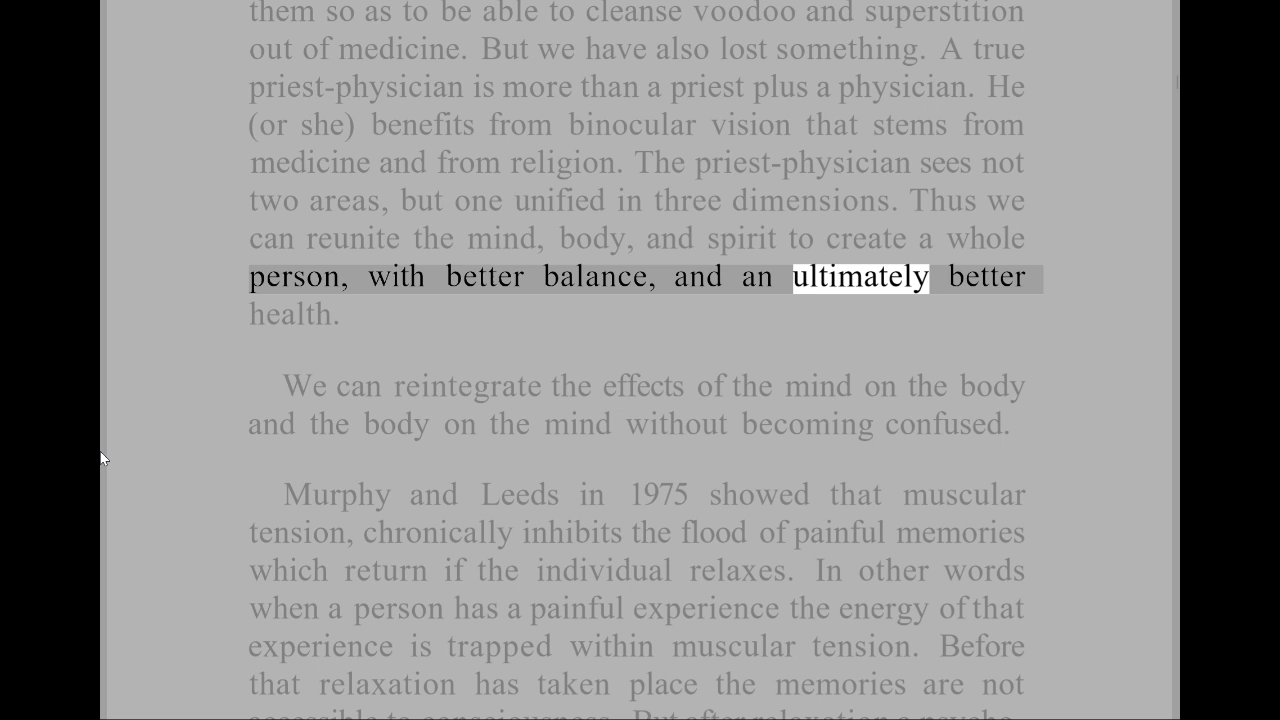 them so as to be able to cleanse voodoo and superstition
out of medicine. But we have also lost something. A true
priest-physician is more than a priest plus a physician. He
(or she) benefits from binocular vision that stems from
medicine and from religion. The priest-physician sees not
two areas, but one unified in three dimensions. Thus we
can reunite the mind, body, and spirit to create a whole
person, with better balance, and an ultimately better
health.
We can reintegrate the effects of the mind on the body
and the body on the mind without becoming confused.
Murphy and Leeds in 1975 showed that muscular
tension, chronically inhibits the flood of painful memories
which return if the individual relaxes. In other words
when a person has a painful experience the energy of that
experience is trapped within muscular tension. Before
that relaxation has taken place the memories are not
accessible to consciousness. But after relaxation a psyche-